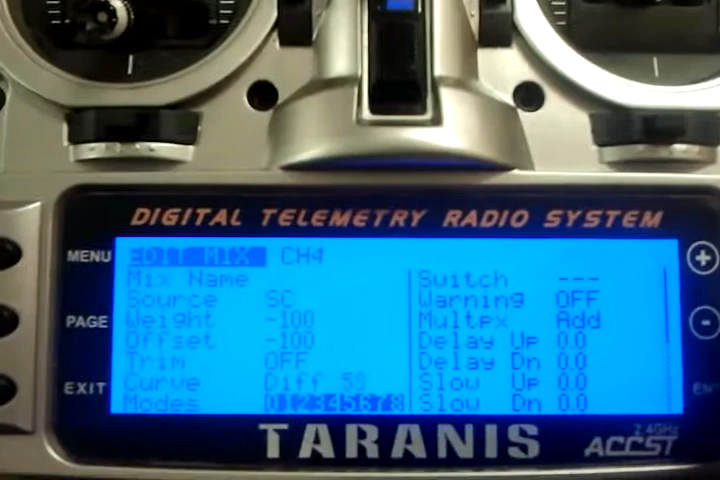 DIGITAL TELEMETRY RADIO SYSTEM
MENU
PAGE
EXIT
EDIT MIX CH4
Mix Name
Source SC
Weight -100
Offset -100
Trim OFF
Curve Diff 59
Modes 012345678
Switch ---
Warning OFF
Multpx Add
Delay Up 0.0
Delay Dn 0.0
Slow Up 0.0
Slow Dn 0.0
+
-
TARANIS
2.4GHz
ACCST